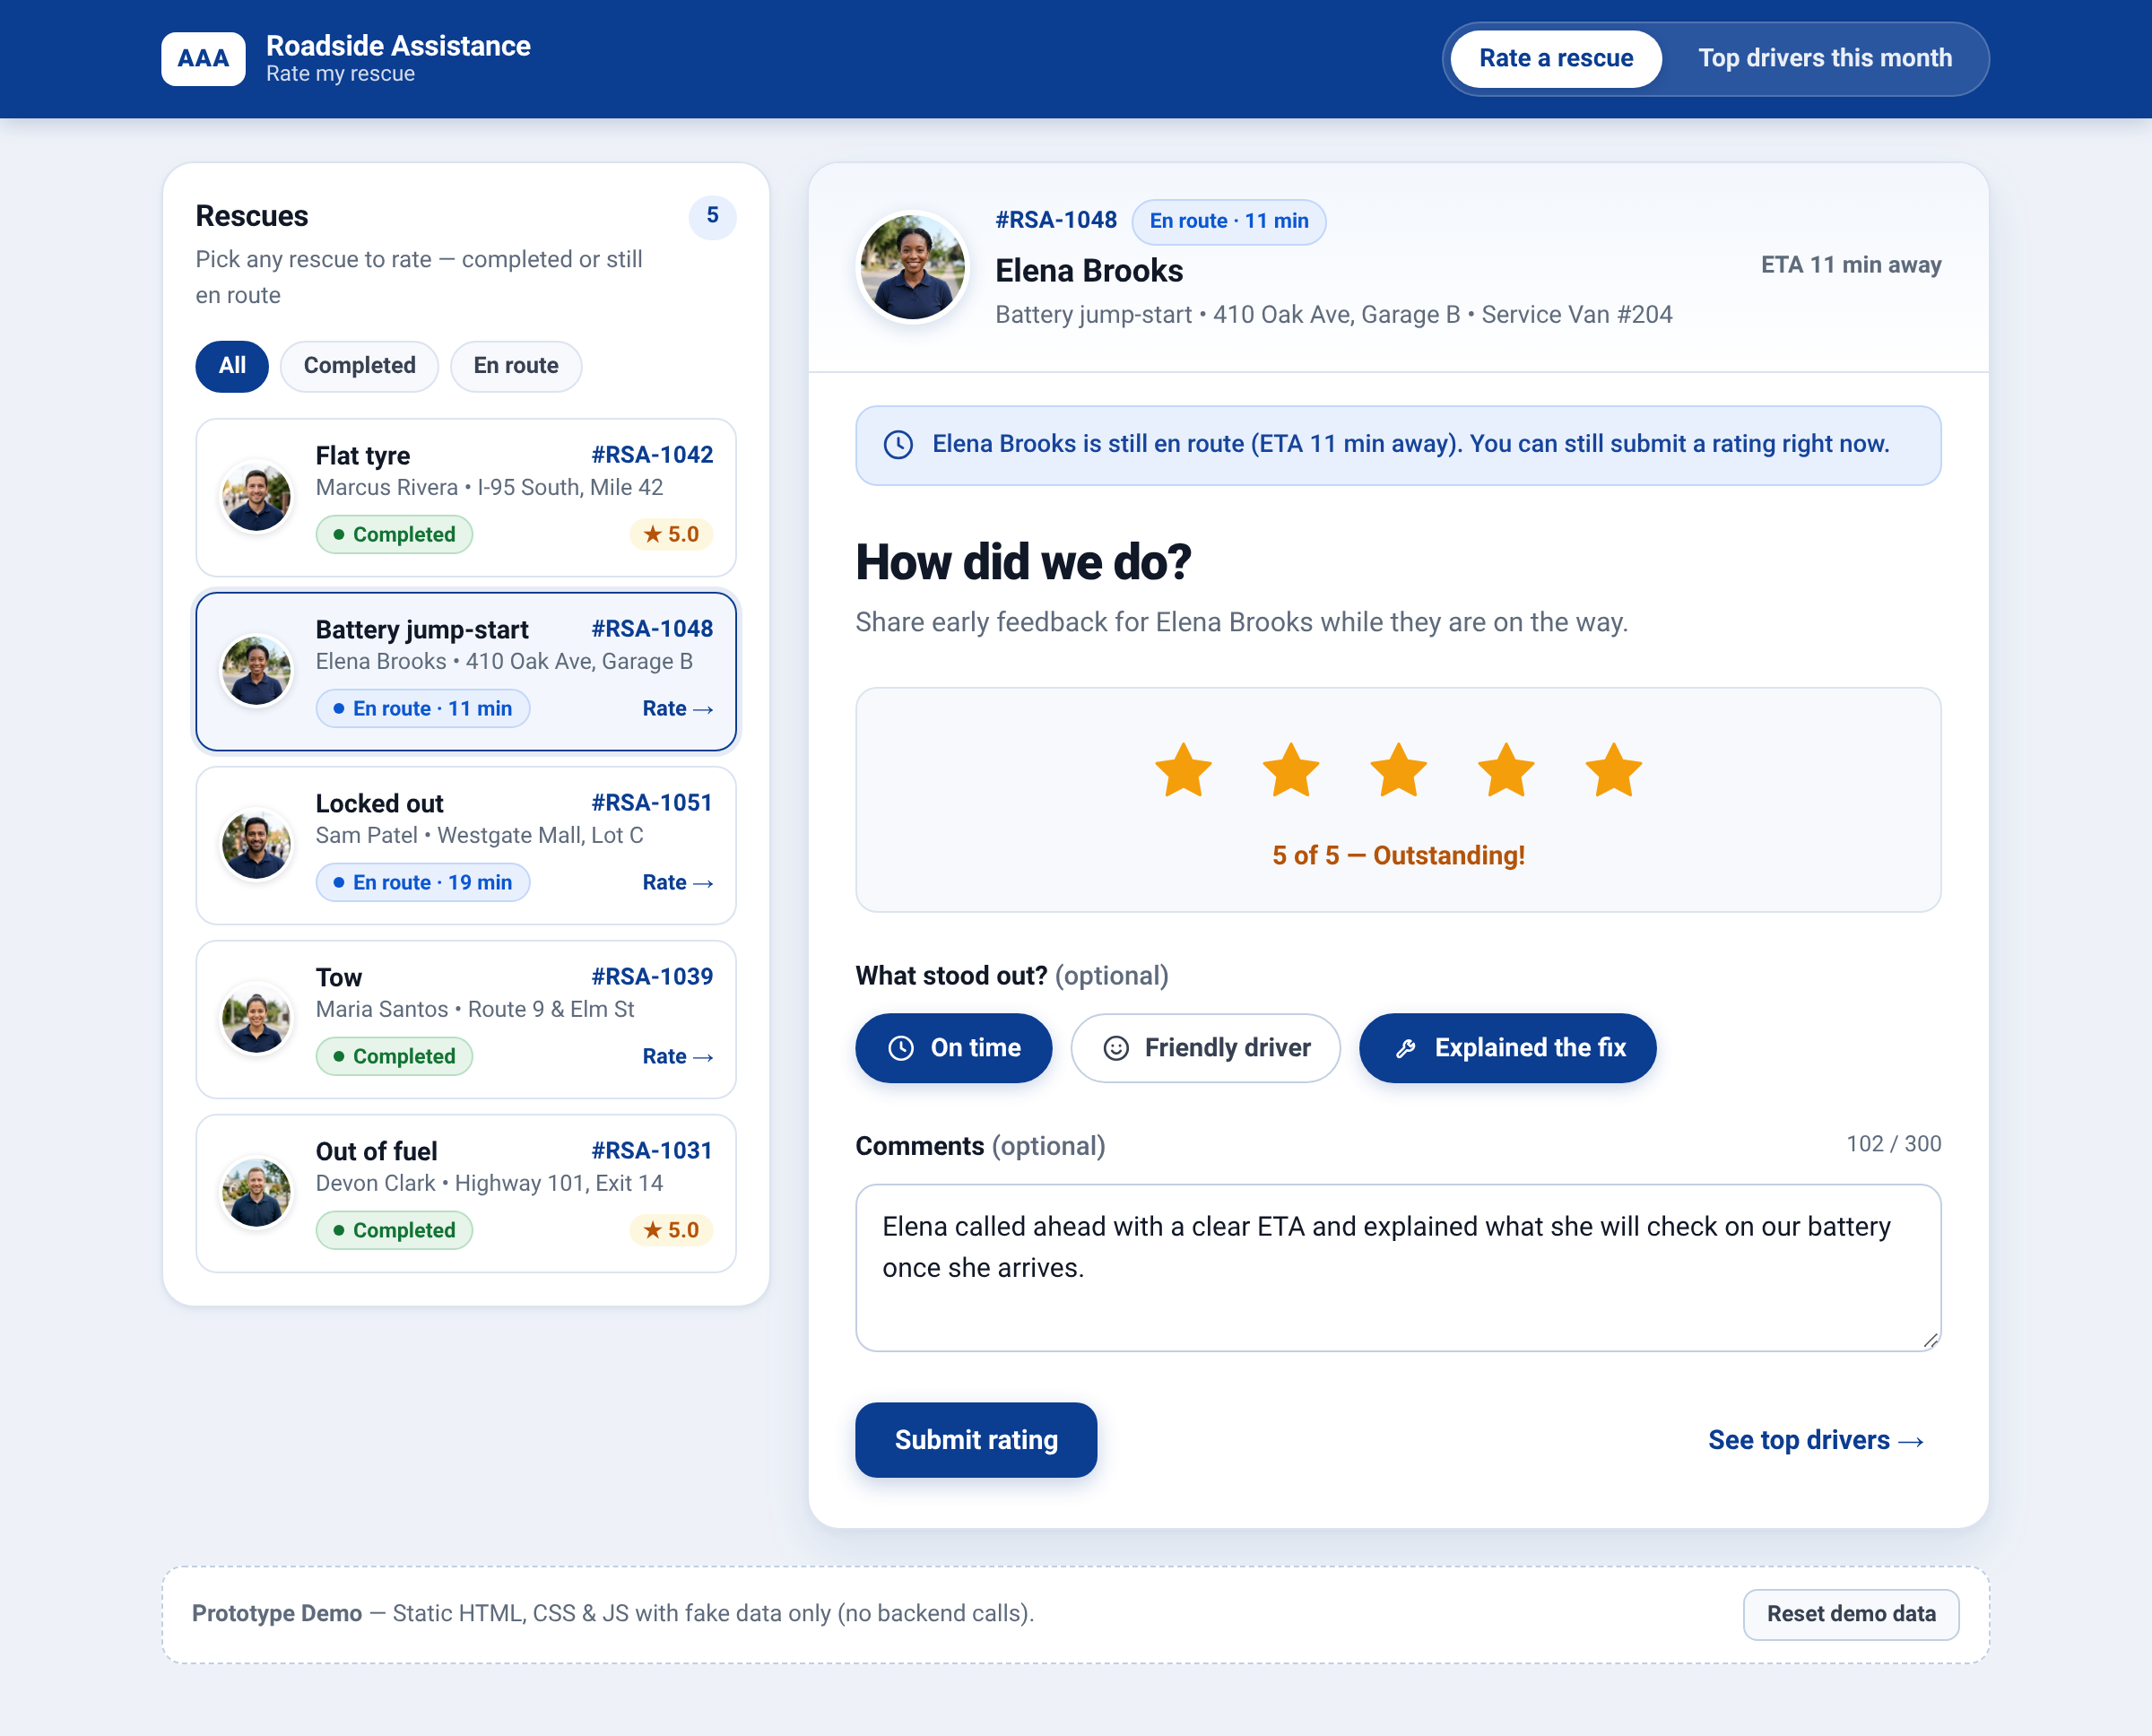 AAA
Roadside Assistance
Rate my rescue
Rate a rescue
Top drivers this month
Rescues
5
Pick any rescue to rate — completed or still
en route
All
Completed
En route
Flat tyre
#RSA-1042
Marcus Rivera • I-95 South, Mile 42
Completed
★ 5.0
Battery jump-start
#RSA-1048
Elena Brooks • 410 Oak Ave, Garage B
En route · 11 min
Rate →
Locked out
#RSA-1051
Sam Patel • Westgate Mall, Lot C
En route · 19 min
Rate →
Tow
#RSA-1039
Maria Santos • Route 9 & Elm St
Completed
Rate →
Out of fuel
#RSA-1031
Devon Clark • Highway 101, Exit 14
Completed
★ 5.0
#RSA-1048
En route · 11 min
Elena Brooks
Battery jump-start • 410 Oak Ave, Garage B • Service Van #204
ETA 11 min away
Elena Brooks is still en route (ETA 11 min away). You can still submit a rating right now.
How did we do?
Share early feedback for Elena Brooks while they are on the way.
5 of 5 — Outstanding!
What stood out? (optional)
On time
Friendly driver
Explained the fix
Comments (optional)
102 / 300
Elena called ahead with a clear ETA and explained what she will check on our battery
once she arrives.
Submit rating
See top drivers →
Prototype Demo — Static HTML, CSS & JS with fake data only (no backend calls).
Reset demo data